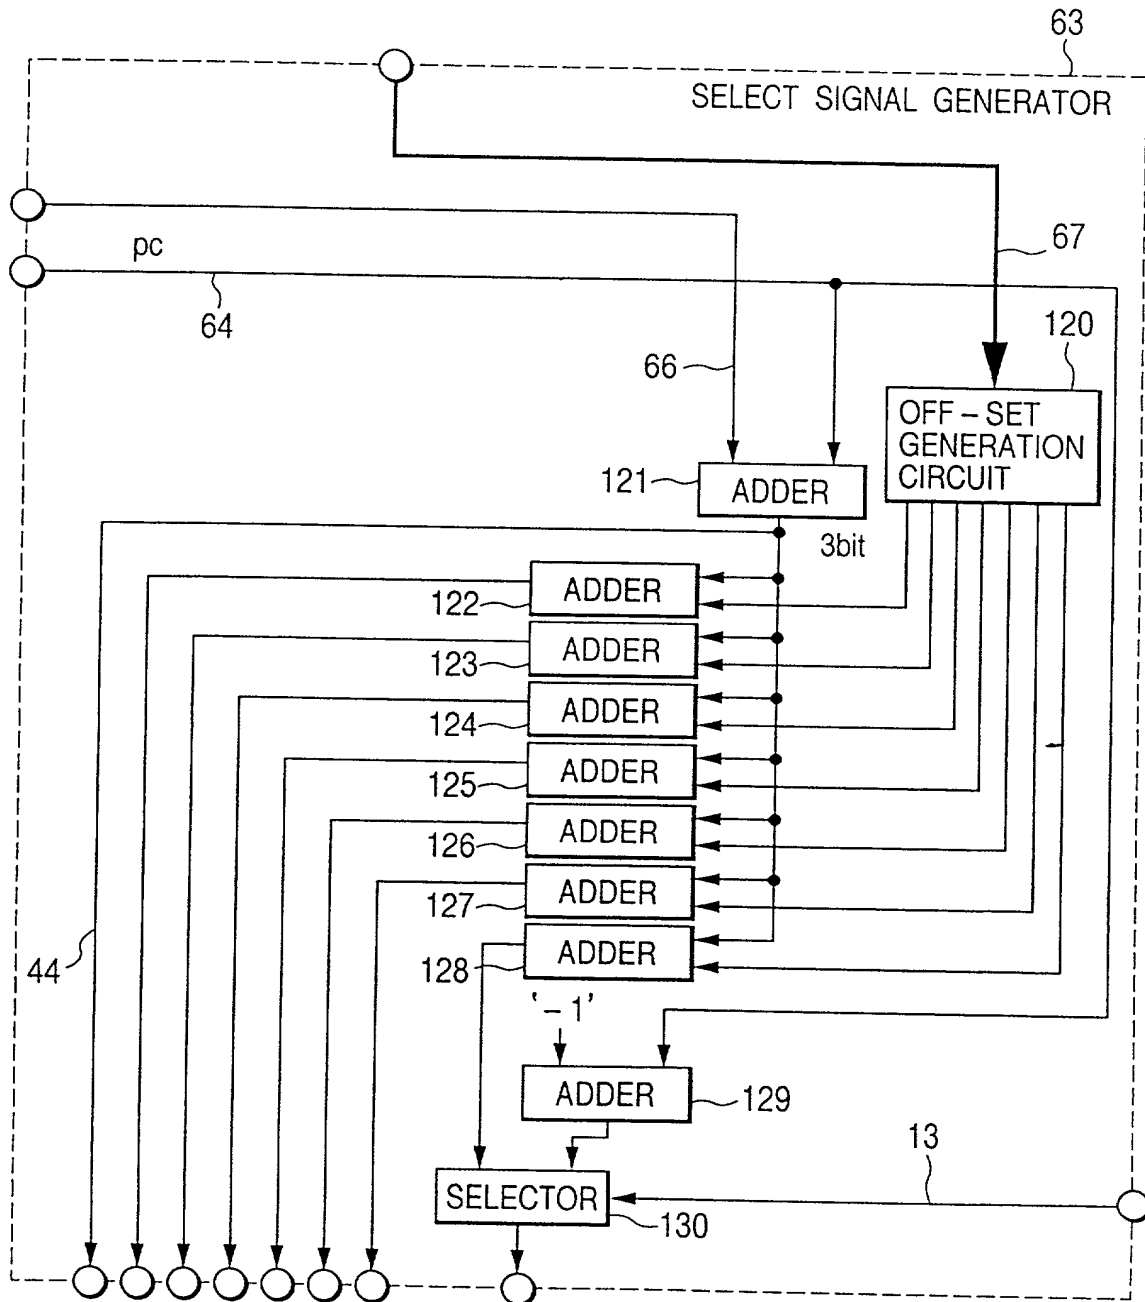 63
SELECT SIGNAL GENERATOR
pc
67
64
120
66
OFF-SET
GENERATION
CIRCUIT
121
ADDER
3bit
ADDER
122
ADDER
123
ADDER
124
ADDER
125
ADDER
126
ADDER
127
ADDER
44
128
‘-1’
ADDER
129
13
SELECTOR
130